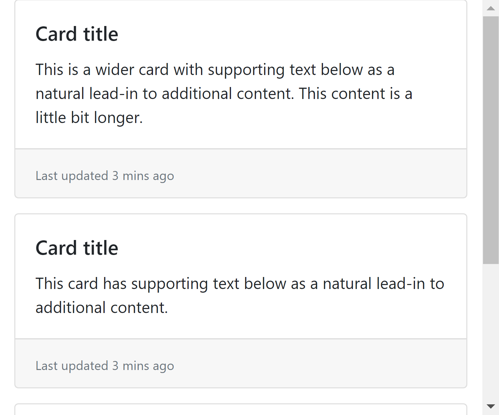 Card title
This is a wider card with supporting text below as a
natural lead-in to additional content. This content is a
little bit longer.
Last updated 3 mins ago
Card title
This card has supporting text below as a natural lead-in to
additional content.
Last updated 3 mins ago